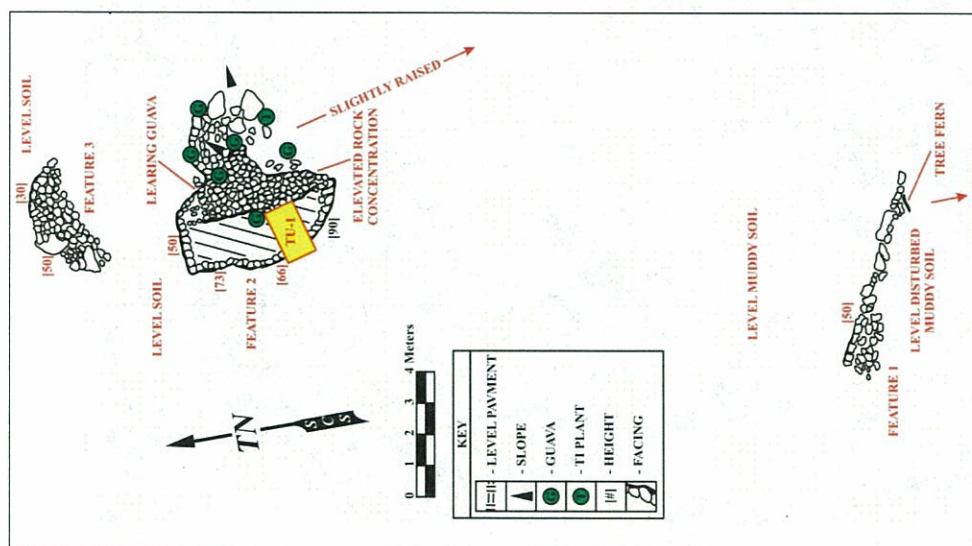 LEVEL SOIL
[30]
[50]
FEATURE 3
LEARING GUAVA
[50]
LEVEL SOIL
[73]
FEATURE 2
[66]
TU-1
[90]
ELEVATED ROCK
CONCENTRATION
SLIGHTLY RAISED
G
G
G
G
G
G
T
TN
SCS
0 1 2 3 4 Meters
KEY
- LEVEL PAVMENT
- SLOPE
G - GUAVA
T - TI PLANT
[#] - HEIGHT
- FACING
LEVEL MUDDY SOIL
[50]
FEATURE 1
LEVEL DISTURBED
MUDDY SOIL
TREE FERN